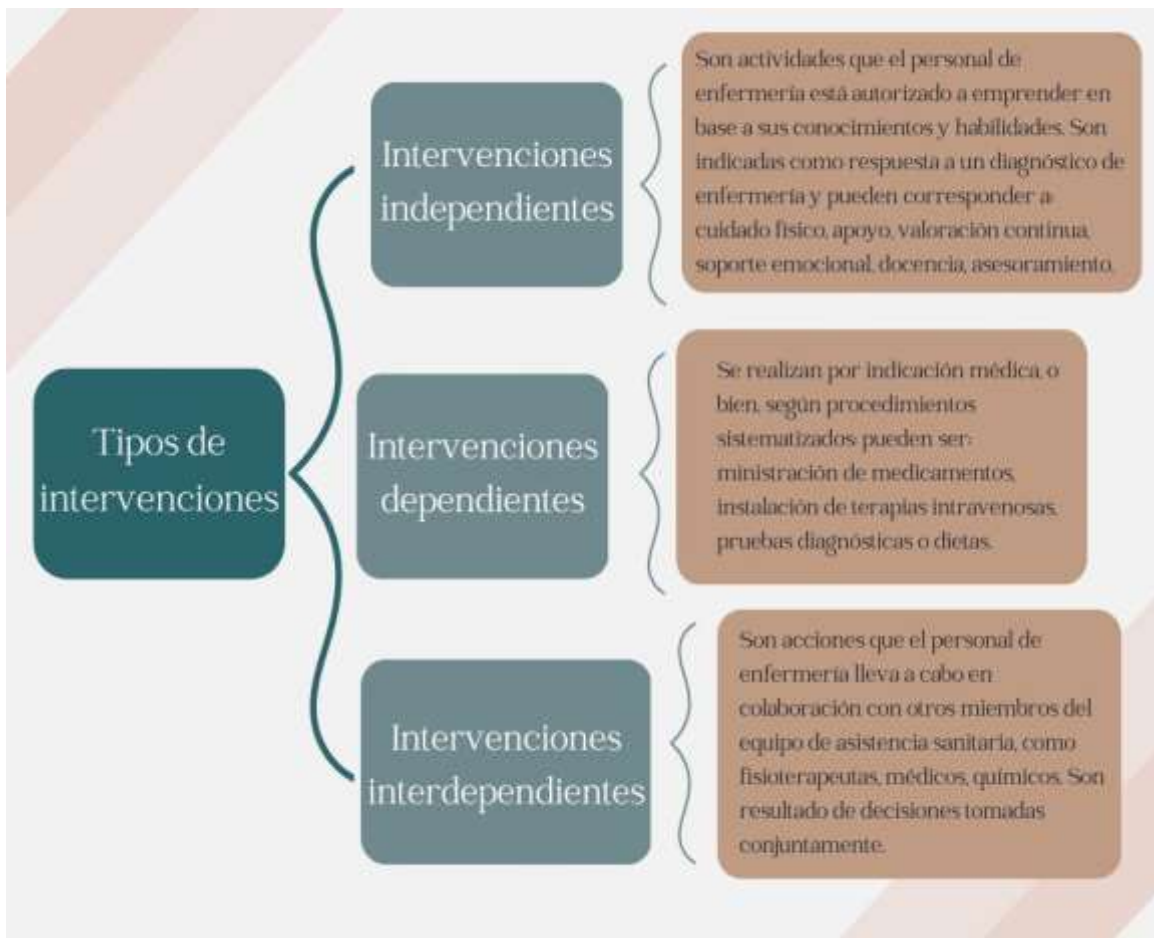 Tipos de
intervenciones
Intervenciones
independientes
Son actividades que el personal de
enfermería está autorizado a emprender en
base a sus conocimientos y habilidades. Son
indicadas como respuesta a un diagnóstico de
enfermería y pueden corresponder a:
cuidado físico, apoyo, valoración continua,
soporte emocional, docencia, asesoramiento.
Intervenciones
dependientes
Se realizan por indicación médica, o
bien, según procedimientos
sistematizados; pueden ser:
ministración de medicamentos,
instalación de terapias intravenosas,
pruebas diagnósticas o dietas.
Intervenciones
interdependientes
Son acciones que el personal de
enfermería lleva a cabo en
colaboración con otros miembros del
equipo de asistencia sanitaria, como
fisioterapeutas, médicos, químicos. Son
resultado de decisiones tomadas
conjuntamente.